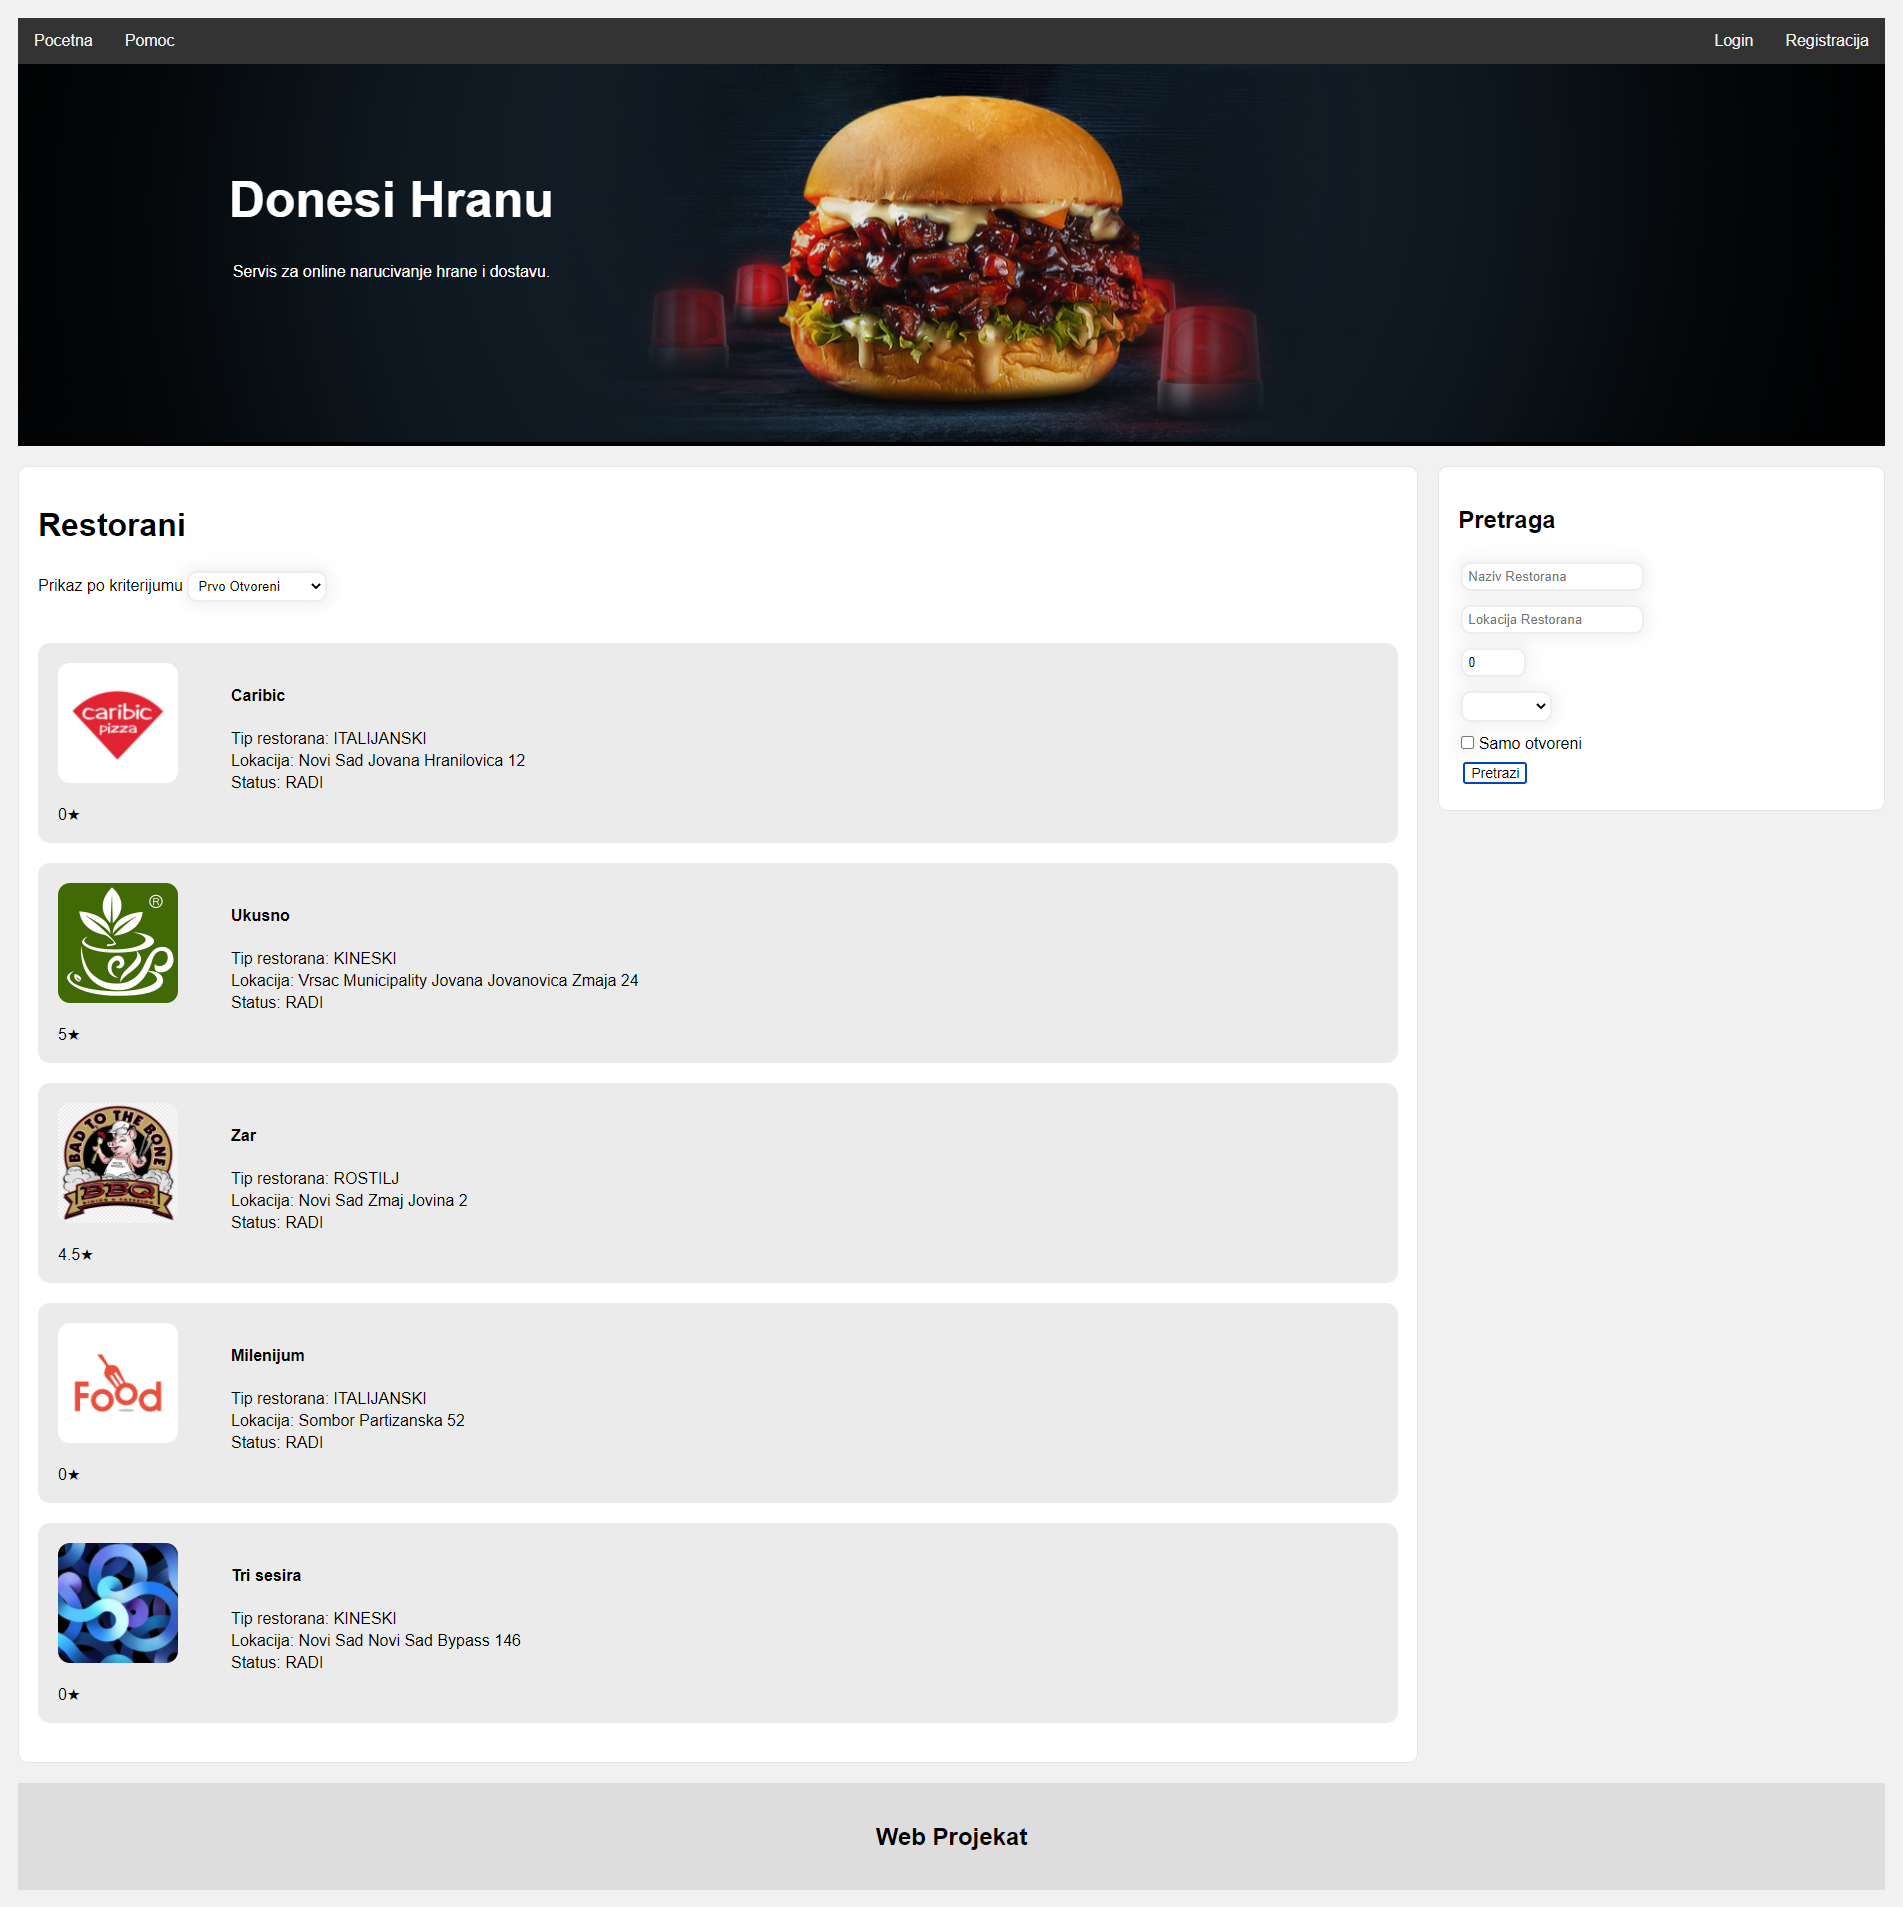 Pocetna Pomoc Login Registracija
Donesi Hranu
Servis za online narucivanje hrane i dostavu.
Restorani
Prikaz po kriterijumu Prvo Otvoreni
caribic
pizza
Caribic
Tip restorana: ITALIJANSKI
Lokacija: Novi Sad Jovana Hranilovica 12
Status: RADI
0★
®
Ukusno
Tip restorana: KINESKI
Lokacija: Vrsac Municipality Jovana Jovanovica Zmaja 24
Status: RADI
5★
BAD TO THE BONE
BBQ
Zar
Tip restorana: ROSTILJ
Lokacija: Novi Sad Zmaj Jovina 2
Status: RADI
4.5★
Food
Milenijum
Tip restorana: ITALIJANSKI
Lokacija: Sombor Partizanska 52
Status: RADI
0★
Tri sesira
Tip restorana: KINESKI
Lokacija: Novi Sad Novi Sad Bypass 146
Status: RADI
0★
Pretraga
Naziv Restorana
Lokacija Restorana
0
Samo otvoreni
Pretrazi
Web Projekat